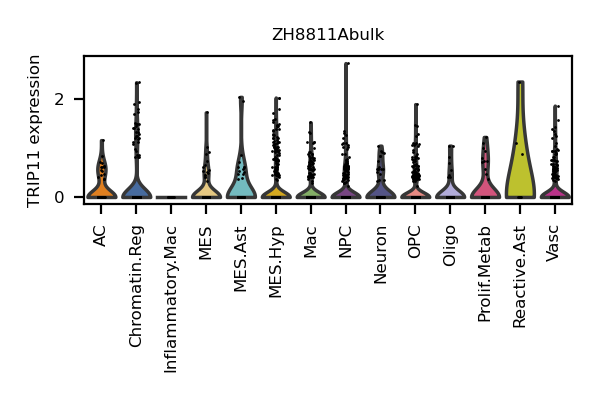 ZH8811Abulk
TRIP11 expression
2
0
AC
Chromatin.Reg
Inflammatory.Mac
MES
MES.Ast
MES.Hyp
Mac
NPC
Neuron
OPC
Oligo
Prolif.Metab
Reactive.Ast
Vasc